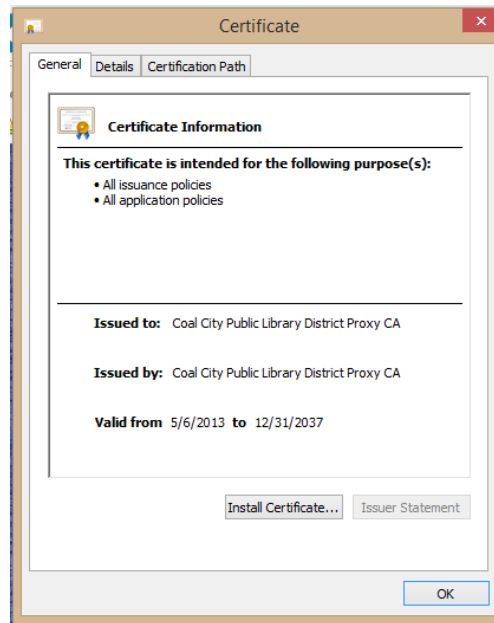 Certificate
General Details Certification Path
Certificate Information
This certificate is intended for the following purpose(s):
• All issuance policies
• All application policies
Issued to: Coal City Public Library District Proxy CA
Issued by: Coal City Public Library District Proxy CA
Valid from 5/6/2013 to 12/31/2037
Install Certificate... Issuer Statement
OK